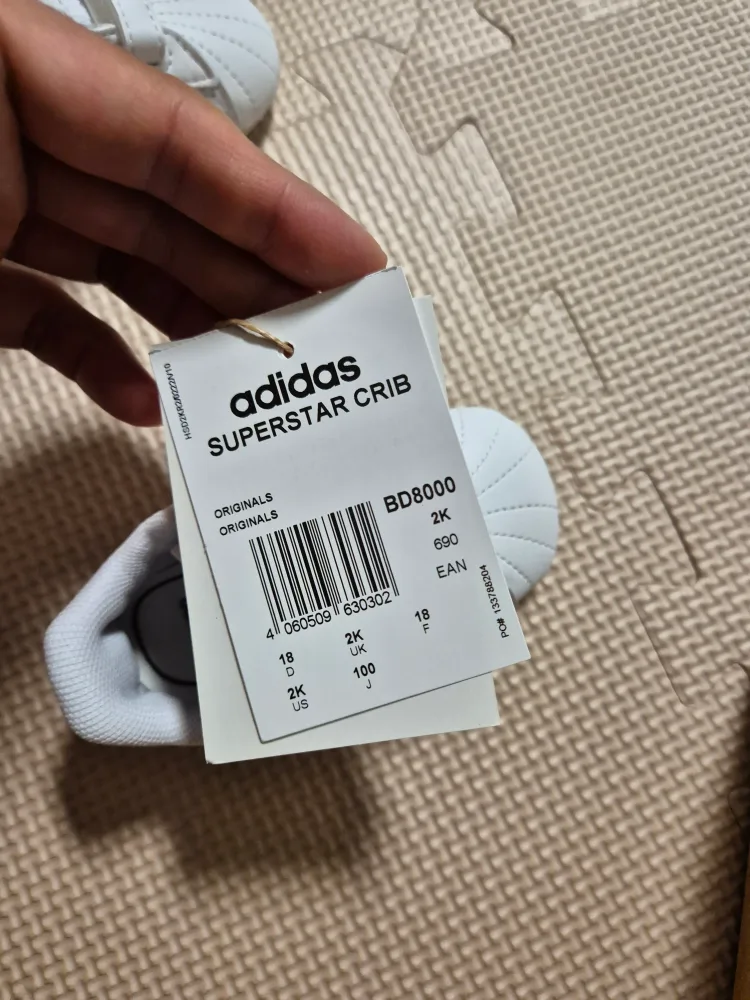 adidas
SUPERSTAR CRIB
ORIGINALS
ORIGINALS
BD8000
2K
690
EAN
4 060509 630302
18
D
2K
UK
18
F
2K
US
100
J
PO# 133788204